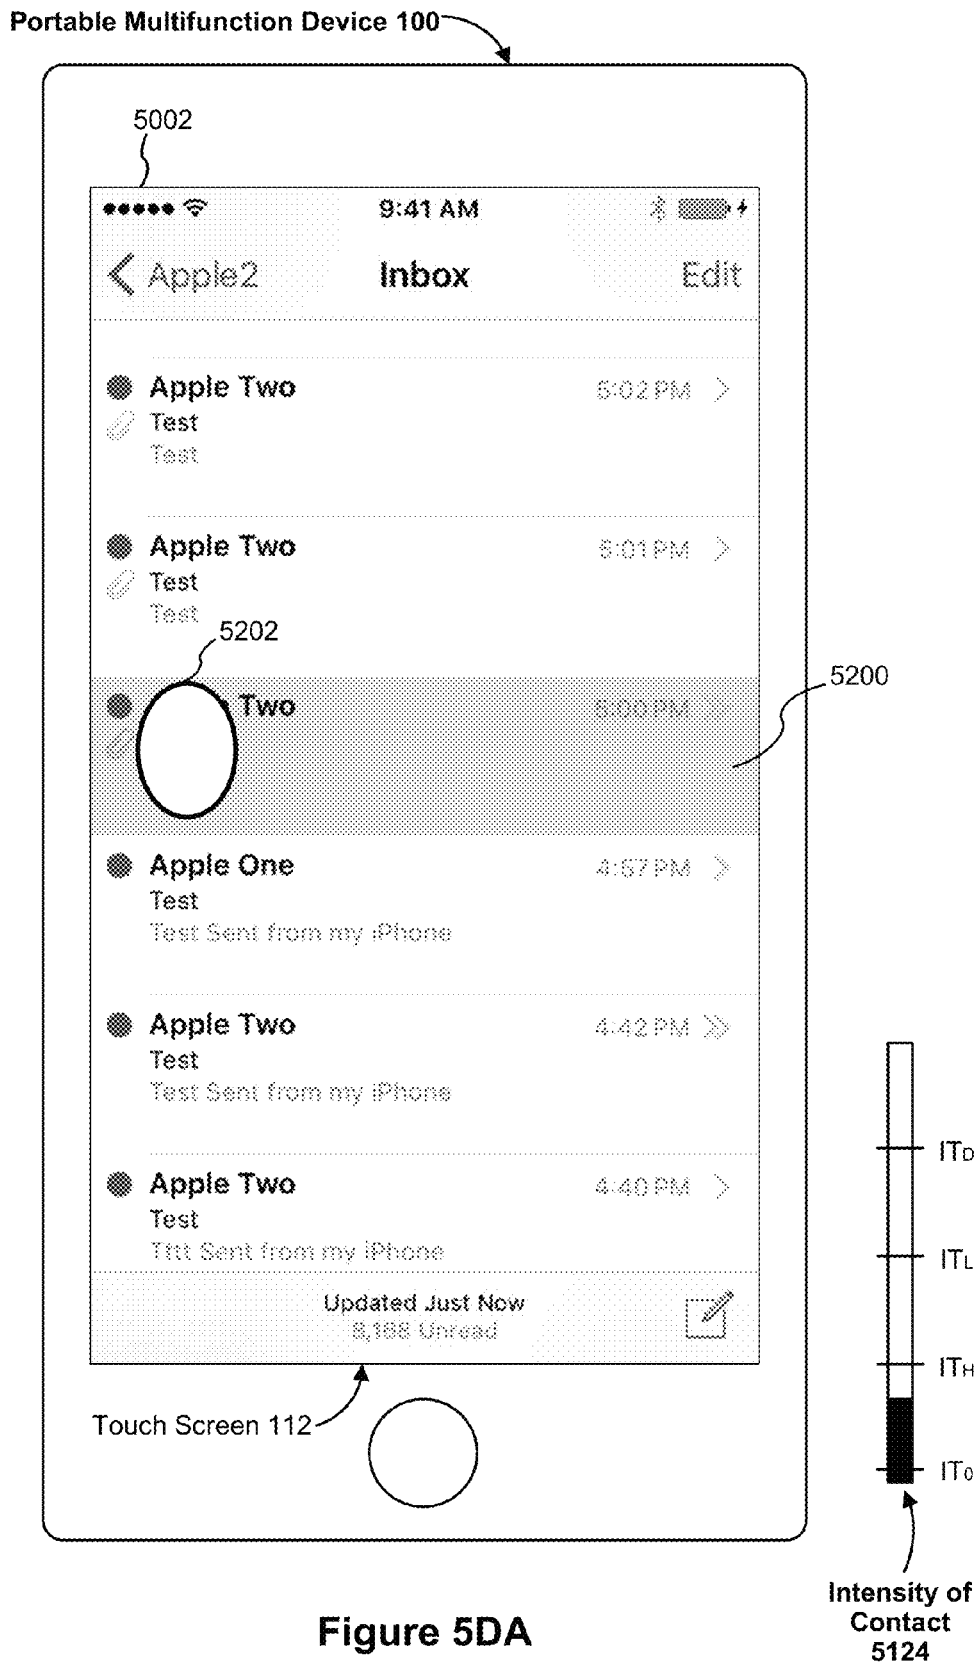 Portable Multifunction Device 100
5002
9:41 AM
Apple2
Inbox
Edit
Apple Two
5:02 PM
Test
Test
Apple Two
5:01 PM
Test
Test
5202
Two
5:00 PM
5200
Apple One
4:57 PM
Test
Test Sent from my iPhone
Apple Two
4:42 PM
Test
Test Sent from my iPhone
Apple Two
4:40 PM
Test
Tttt Sent from my iPhone
Updated Just Now
Unread
Touch Screen 112
ITD
ITL
ITH
IT0
Intensity of
Contact
5124
Figure 5DA